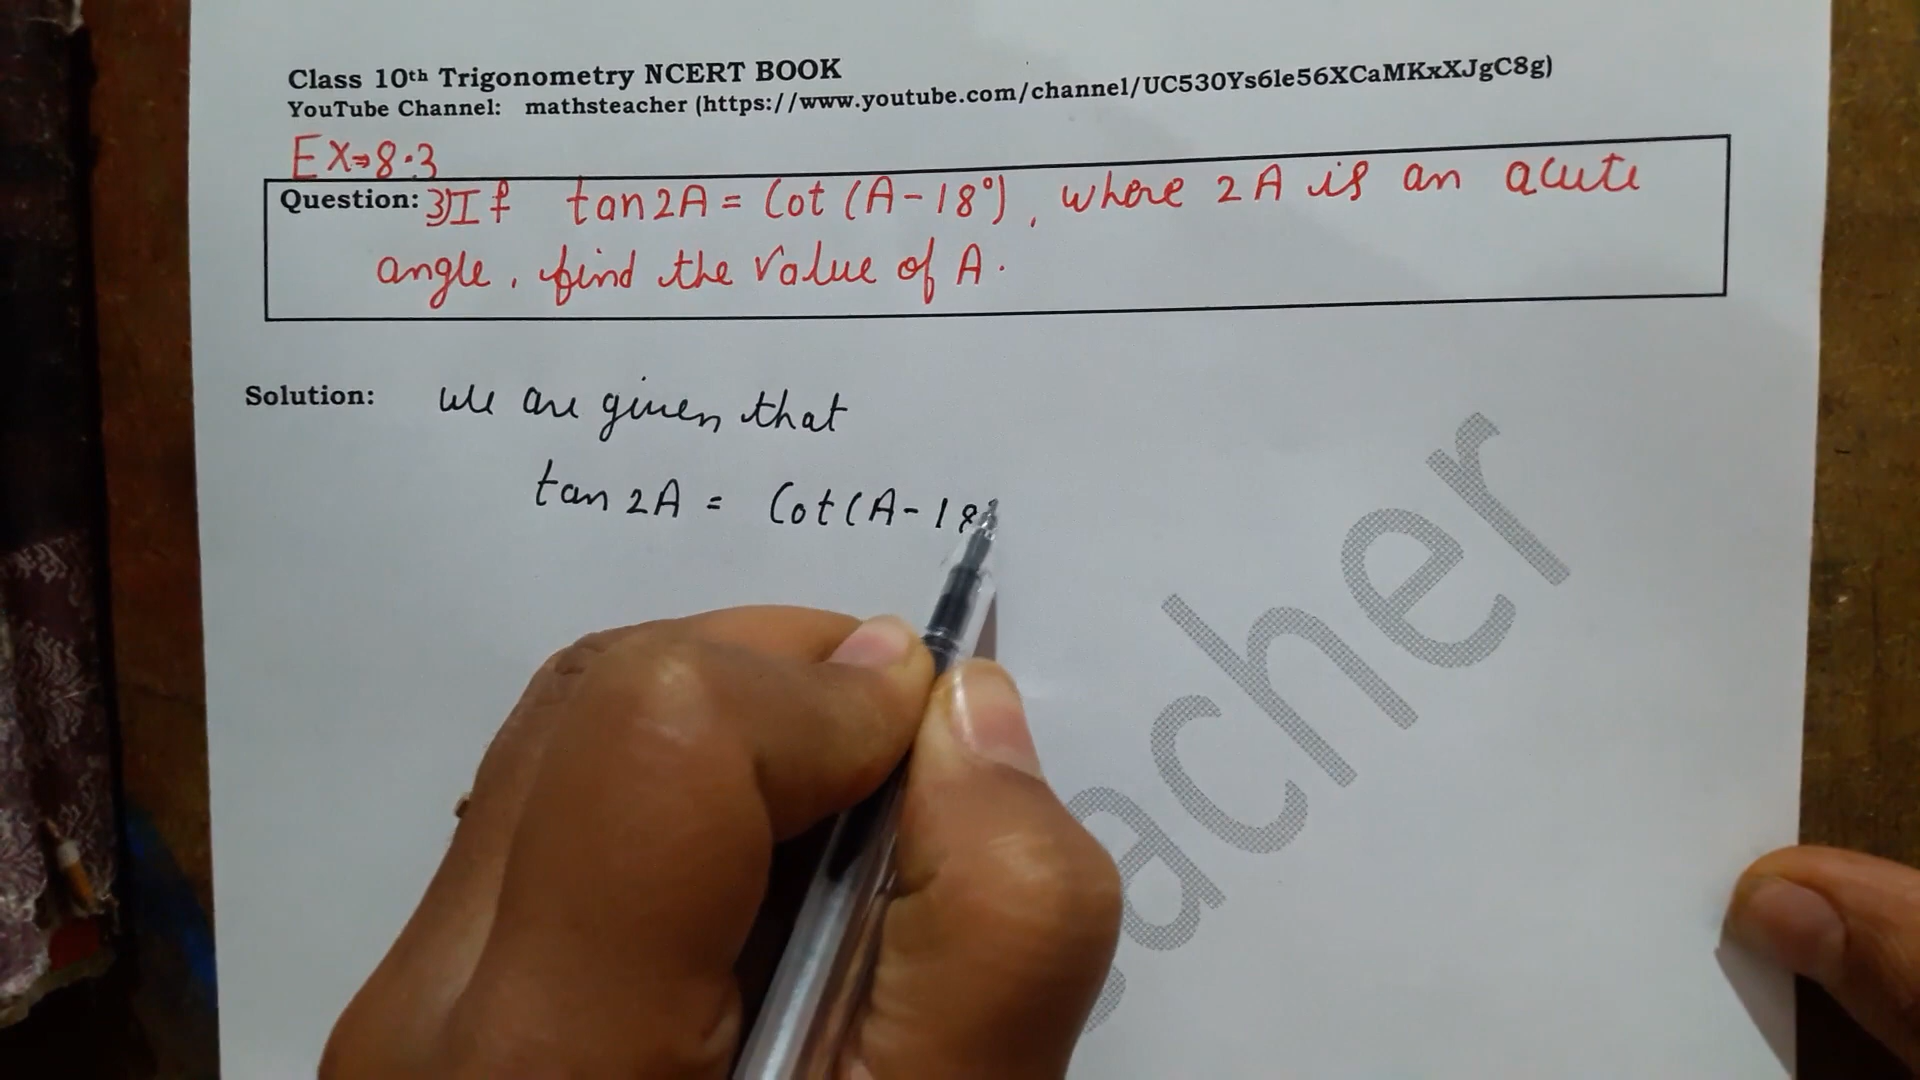 Class 10th Trigonometry NCERT BOOK
YouTube Channel: mathsteacher (https://www.youtube.com/channel/UC530Ys6le56XCaMKxXJgC8g)
EX→8.3
Question: 3) If tan 2A = Cot (A-18°), where 2A is an acute
angle, find the value of A.
Solution: We are given that
tan 2A = Cot (A-18°
acher